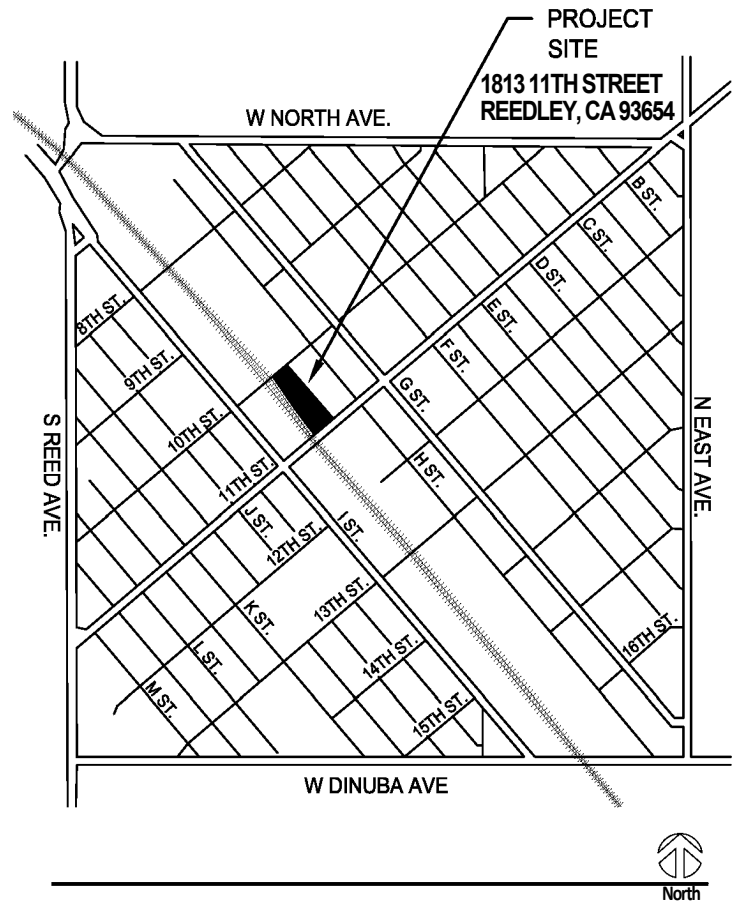 PROJECT
SITE
1813 11TH STREET
REEDLEY, CA 93654
W NORTH AVE.
B ST.
C ST.
D ST.
E ST.
F ST.
G ST.
H ST.
8TH ST.
9TH ST.
10TH ST.
11TH ST.
S REED AVE.
N EAST AVE.
I ST.
J ST.
12TH ST.
K ST.
13TH ST.
L ST.
14TH ST.
M ST.
15TH ST.
16TH ST.
W DINUBA AVE
North